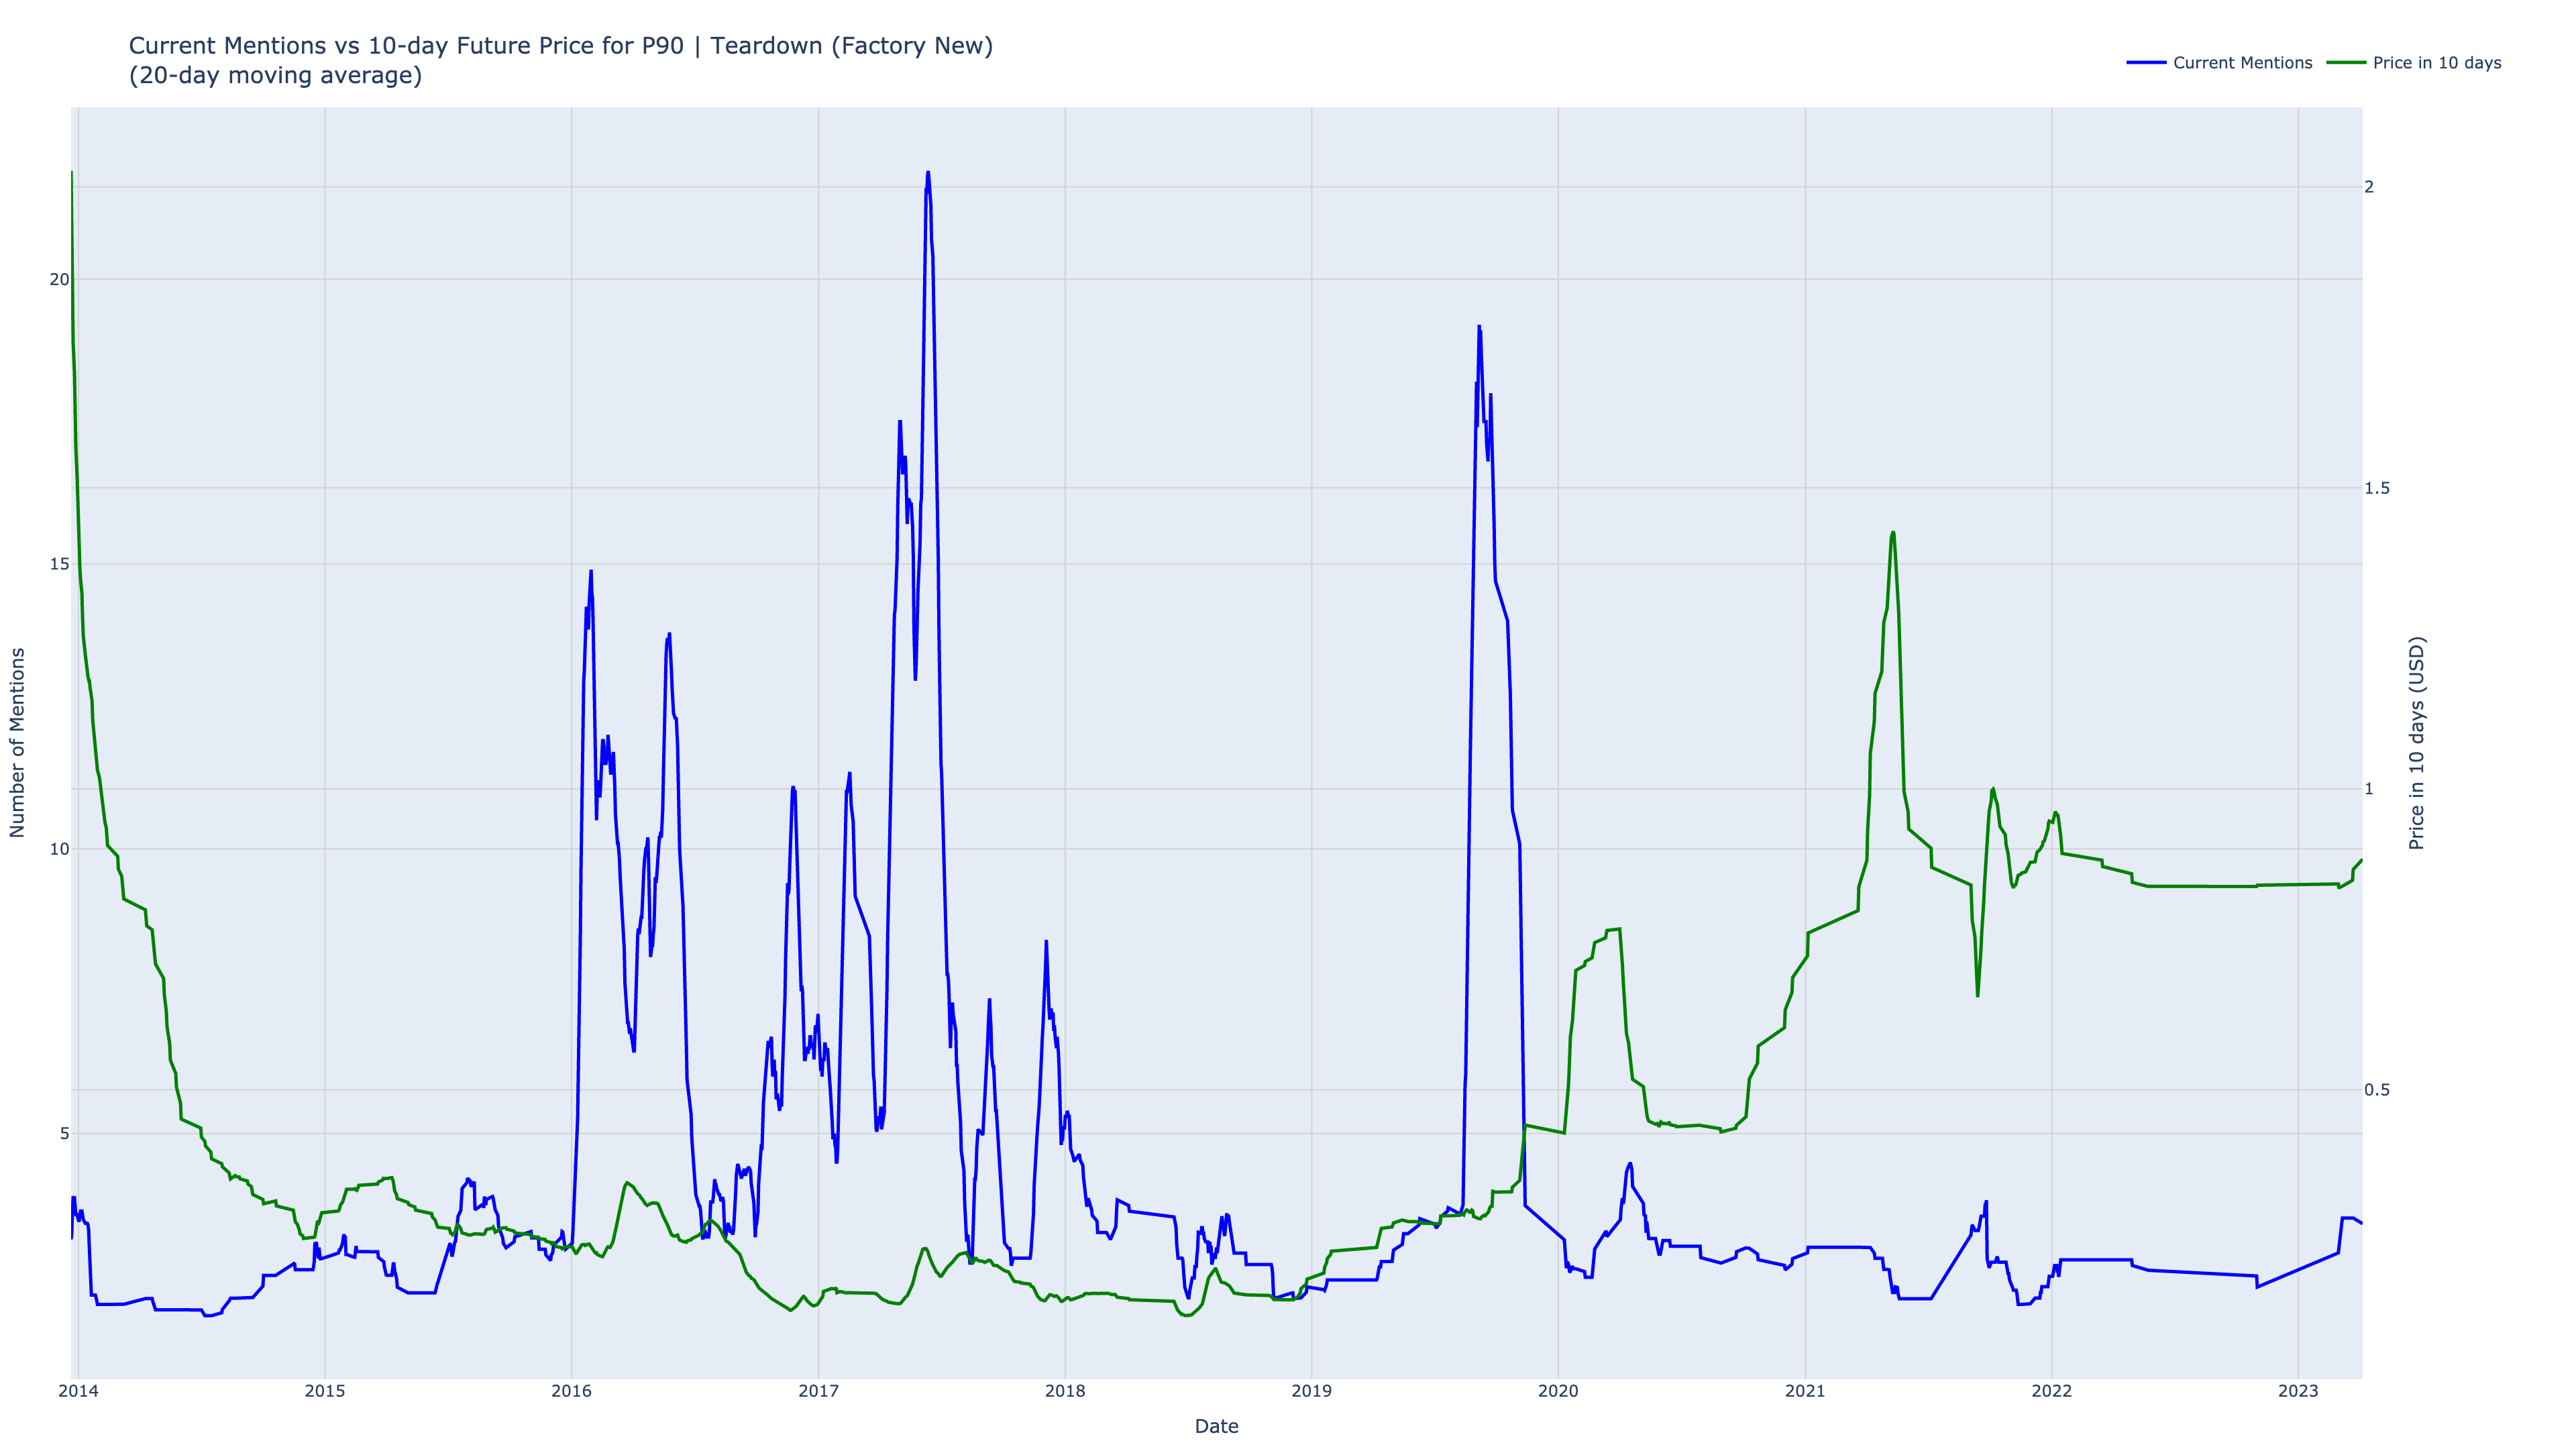 Current Mentions vs 10-day Future Price for P90 | Teardown (Factory New)
(20-day moving average)
Current Mentions
Price in 10 days
Number of Mentions
20
15
10
5
2
1.5
1
0.5
Price in 10 days (USD)
2014
2015
2016
2017
2018
2019
2020
2021
2022
2023
Date